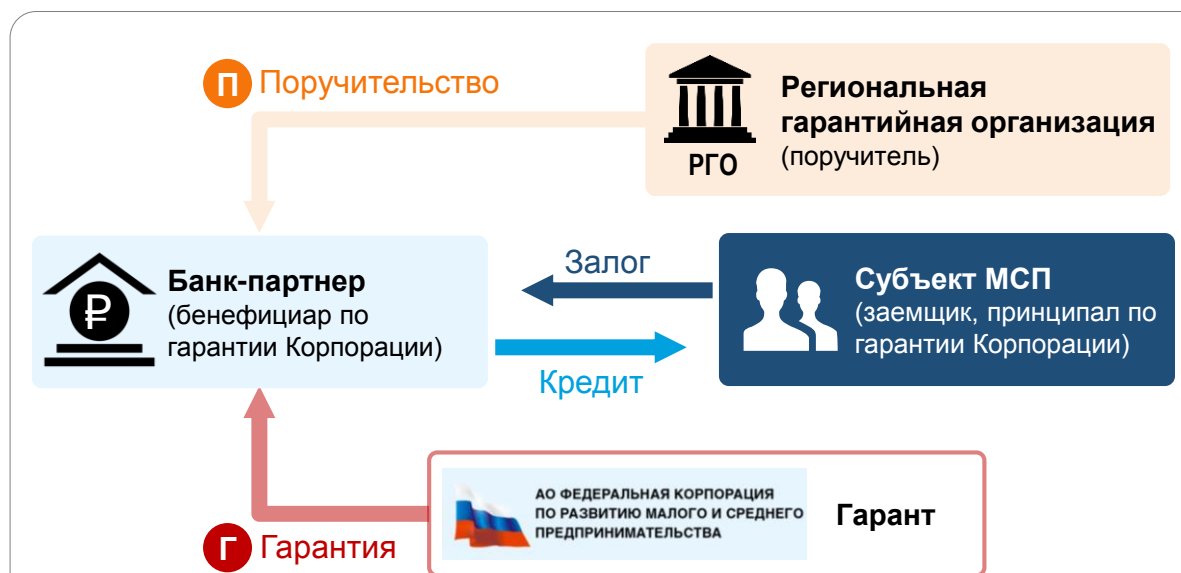 П Поручительство
Региональная
гарантийная организация
(поручитель)
РГО
Банк-партнер
(бенефициар по
гарантии Корпорации)
₽
Залог
Кредит
Субъект МСП
(заемщик, принципал по
гарантии Корпорации)
АО ФЕДЕРАЛЬНАЯ КОРПОРАЦИЯ
ПО РАЗВИТИЮ МАЛОГО И СРЕДНЕГО
ПРЕДПРИНИМАТЕЛЬСТВА
Гарант
Г Гарантия